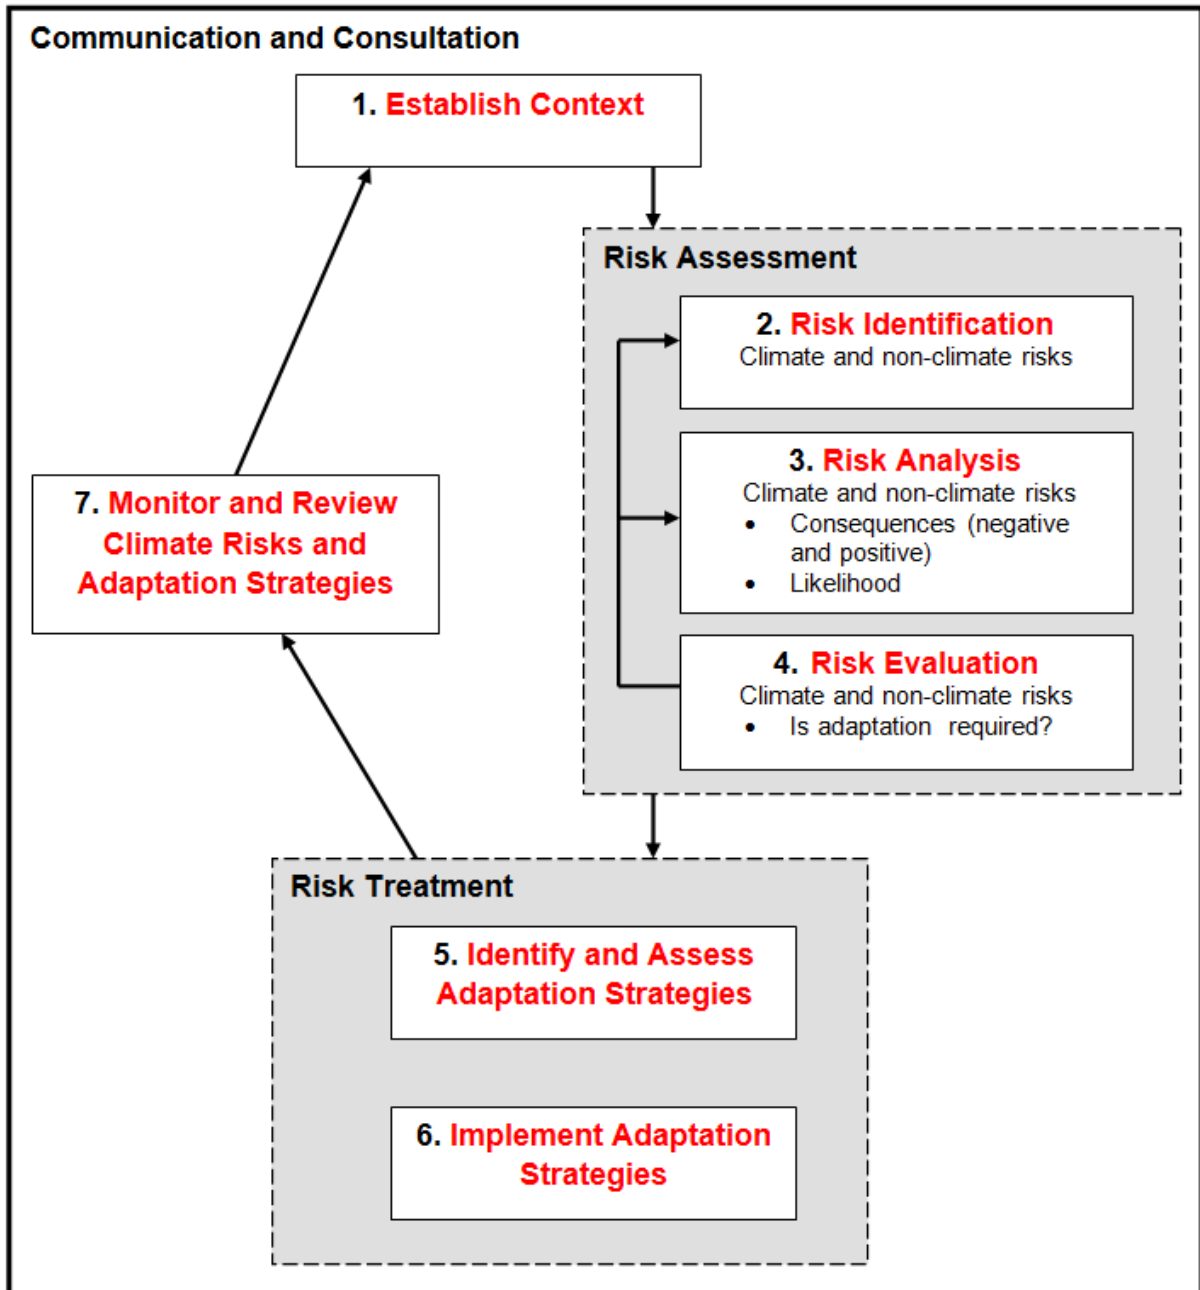 Communication and Consultation
1. Establish Context
Risk Assessment
2. Risk Identification
Climate and non-climate risks
3. Risk Analysis
Climate and non-climate risks
• Consequences (negative
and positive)
• Likelihood
4. Risk Evaluation
Climate and non-climate risks
• Is adaptation required?
Risk Treatment
5. Identify and Assess
Adaptation Strategies
6. Implement Adaptation
Strategies
7. Monitor and Review
Climate Risks and
Adaptation Strategies